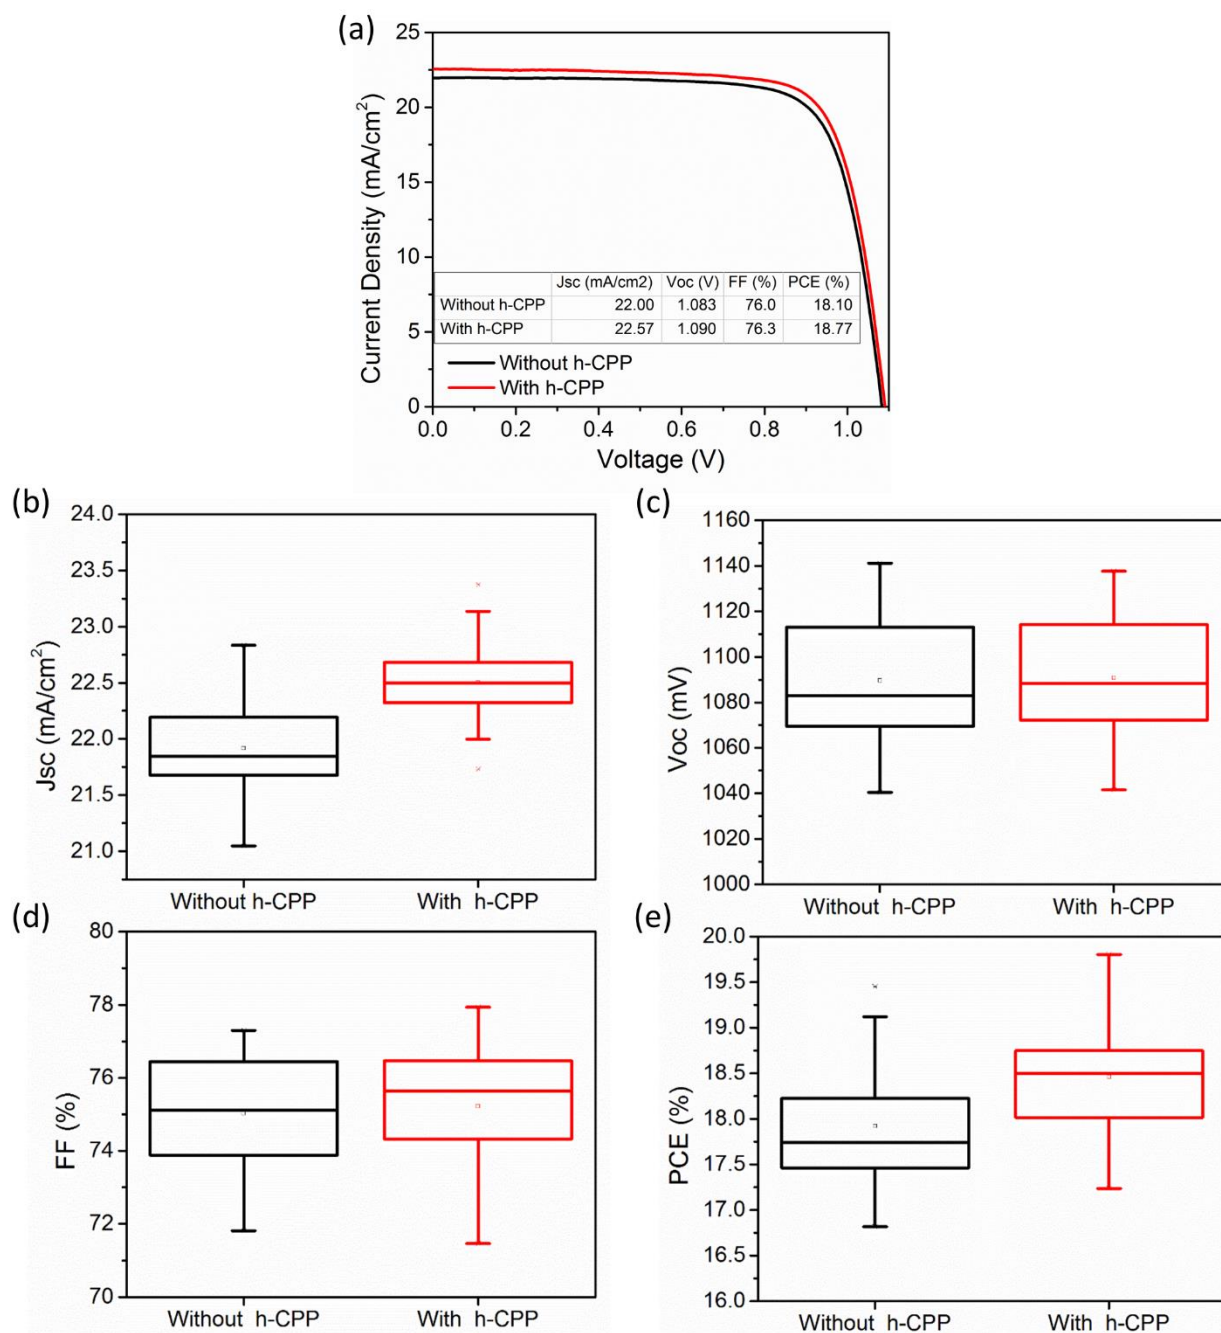 (a)
25
20
15
10
5
0
Current Density (mA/cm²)
Jsc (mA/cm2) Voc (V) FF (%) PCE (%)
Without h-CPP 22.00 1.083 76.0 18.10
With h-CPP 22.57 1.090 76.3 18.77
Without h-CPP
With h-CPP
0.0 0.2 0.4 0.6 0.8 1.0
Voltage (V)
(b)
24.0
23.5
23.0
22.5
22.0
21.5
21.0
Jsc (mA/cm²)
Without h-CPP With h-CPP
(c)
1160
1140
1120
1100
1080
1060
1040
1020
1000
Voc (mV)
Without h-CPP With h-CPP
(d)
80
78
76
74
72
70
FF (%)
Without h-CPP With h-CPP
(e)
20.0
19.5
19.0
18.5
18.0
17.5
17.0
16.5
16.0
PCE (%)
Without h-CPP With h-CPP